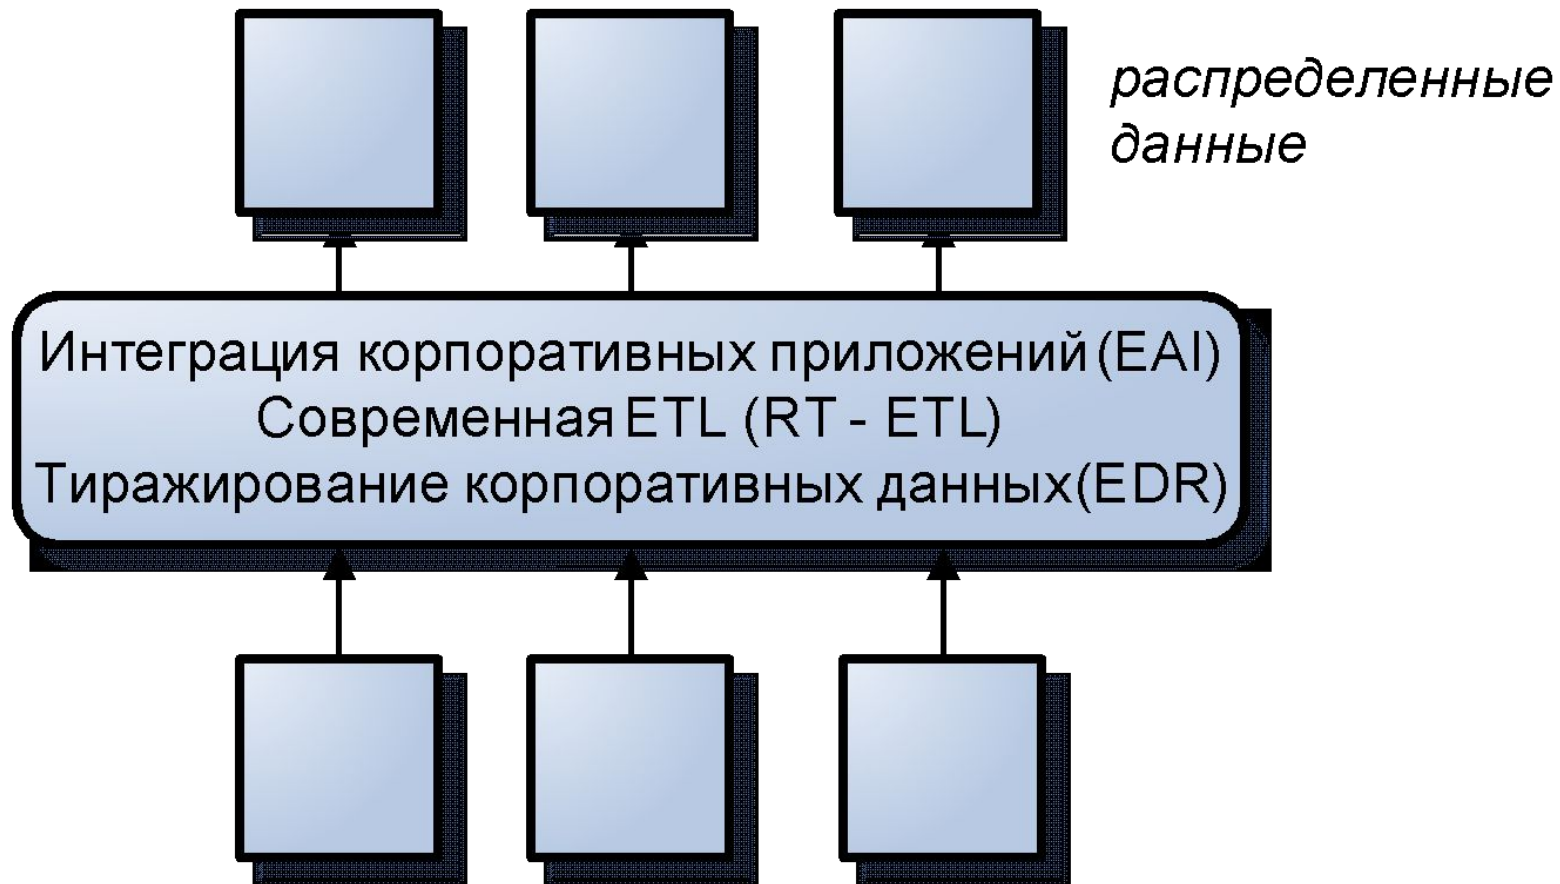 распределенные
данные
Интеграция корпоративных приложений (EAI)
Современная ETL (RT - ETL)
Тиражирование корпоративных данных(EDR)